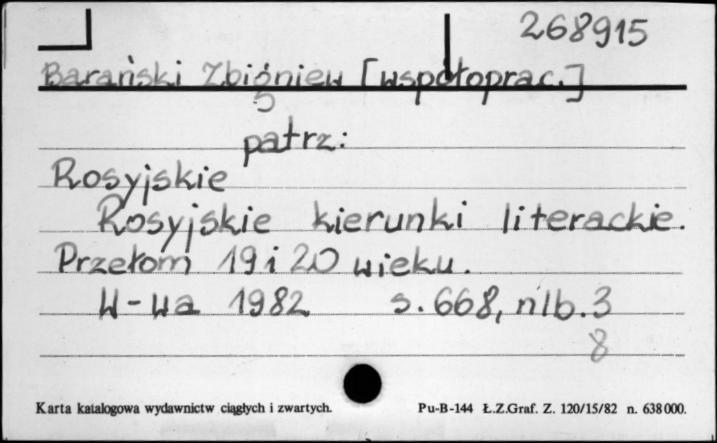 268915
Barański Zbigniew [współoprac.]
patrz:
Rosyjskie
Rosyjskie kierunki literackie.
Przełom 19 i 20 wieku.
W-wa 1982 s. 668, nlb. 3
8
Karta katalogowa wydawnictw ciągłych i zwartych. Pu-B-144 Ł.Z.Graf. Z. 120/15/82 n. 638000.